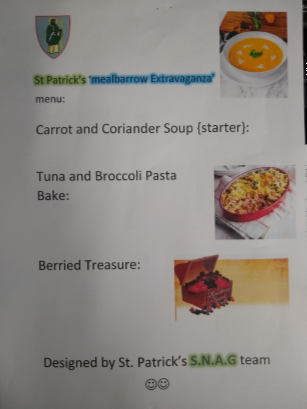 St Patrick's 'mealbarrow Extravaganza'
menu:
Carrot and Coriander Soup {starter}:
Tuna and Broccoli Pasta
Bake:
Berried Treasure:
Designed by St. Patrick's S.N.A.G team
☺☺